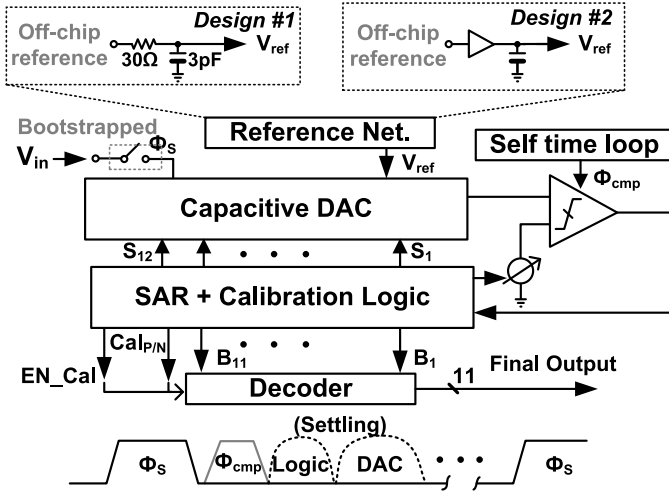 Design #1
Off-chip reference
30Ω
3pF
V_ref
Design #2
Off-chip reference
V_ref
Bootstrapped
Φ_S
V_in
Reference Net.
V_ref
Self time loop
Φ_cmp
Capacitive DAC
S_12 • • • S_1
SAR + Calibration Logic
Cal_P/N
B_11 • • • B_1
EN_Cal
Decoder
11
Final Output
(Settling)
Φ_S Φ_cmp Logic DAC • • • Φ_S